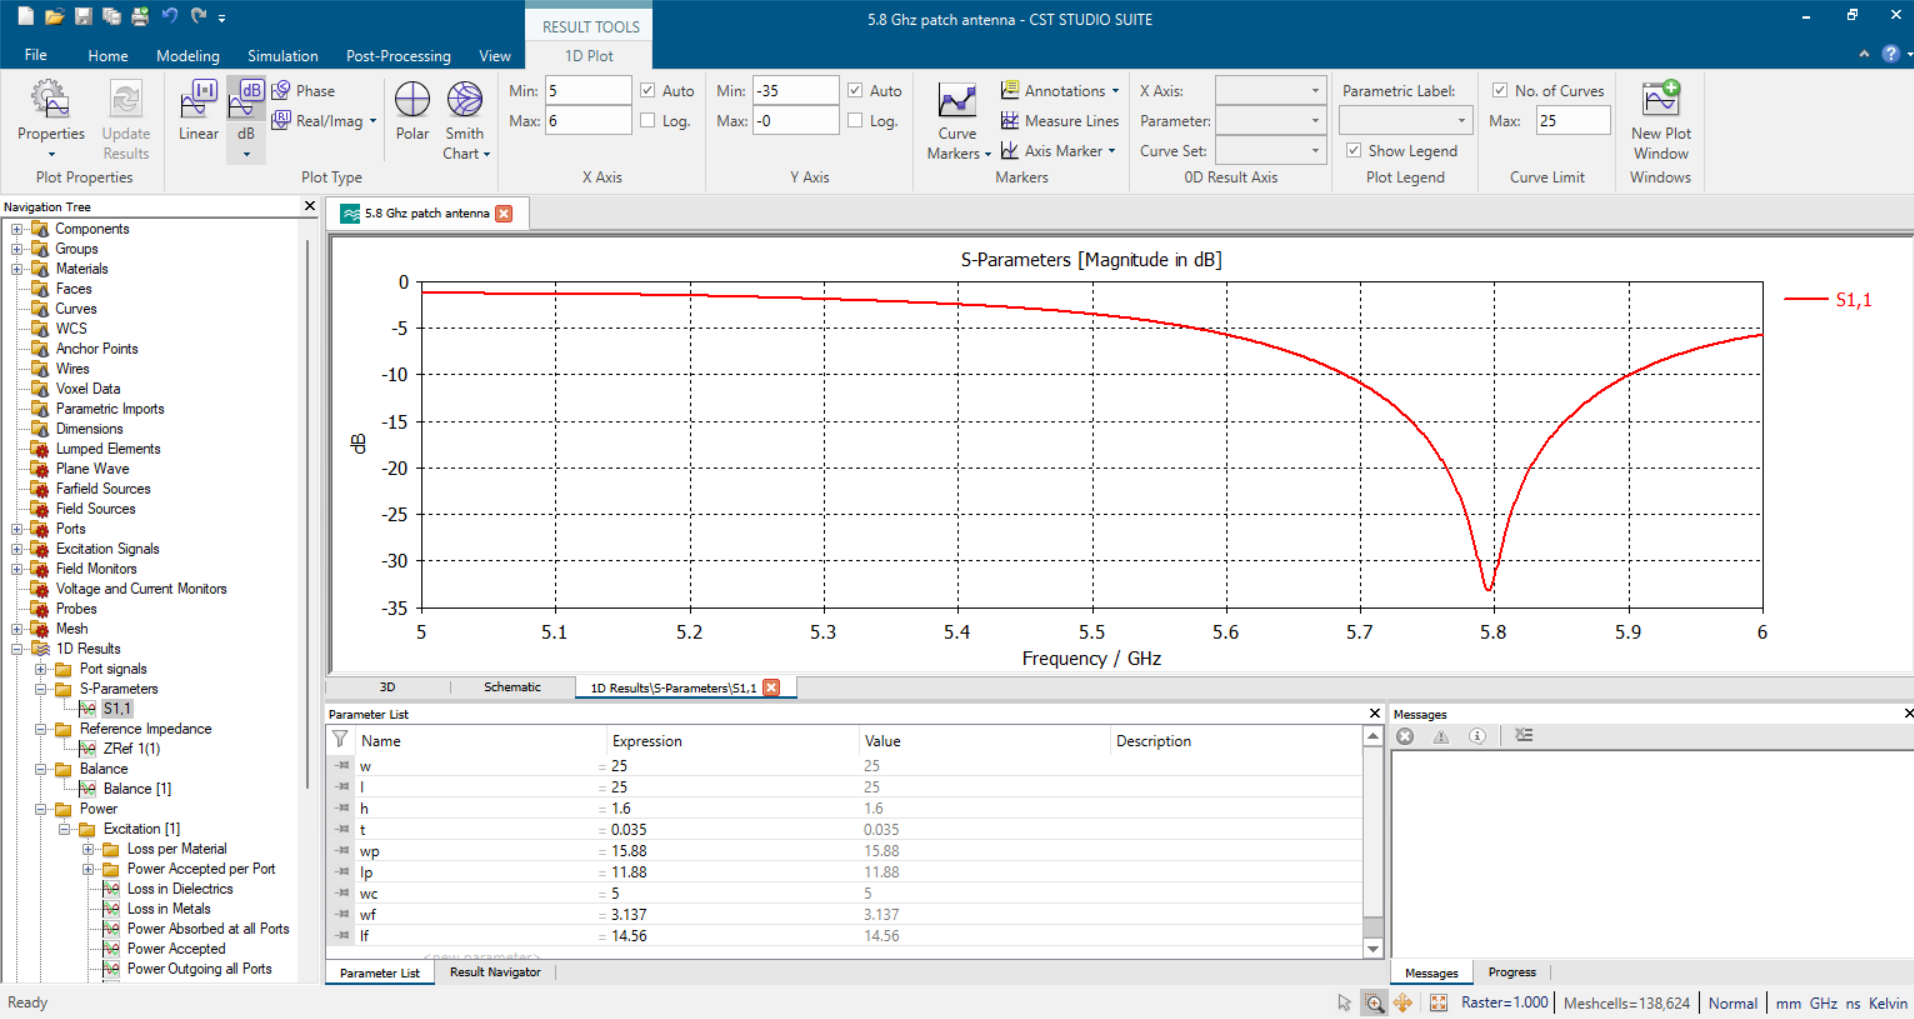 RESULT TOOLS
5.8 Ghz patch antenna - CST STUDIO SUITE
File Home Modeling Simulation Post-Processing View 1D Plot
Properties
Update Results
Plot Properties
Linear
dB
Phase
Real/Imag
Polar
Smith Chart
Plot Type
Min: 5 Auto
Max: 6 Log.
X Axis
Min: -35 Auto
Max: -0 Log.
Y Axis
Curve Markers
Annotations
Measure Lines
Axis Marker
Markers
X Axis:
Parameter:
Curve Set:
0D Result Axis
Parametric Label:
Show Legend
Plot Legend
No. of Curves
Max: 25
Curve Limit
New Plot Window
Windows
Navigation Tree
Components
Groups
Materials
Faces
Curves
WCS
Anchor Points
Wires
Voxel Data
Parametric Imports
Dimensions
Lumped Elements
Plane Wave
Farfield Sources
Field Sources
Ports
Excitation Signals
Field Monitors
Voltage and Current Monitors
Probes
Mesh
1D Results
Port signals
S-Parameters
S1,1
Reference Impedance
ZRef 1(1)
Balance
Balance [1]
Power
Excitation [1]
Loss per Material
Power Accepted per Port
Loss in Dielectrics
Loss in Metals
Power Absorbed at all Ports
Power Accepted
Power Outgoing all Ports
5.8 Ghz patch antenna
S-Parameters [Magnitude in dB]
S1,1
dB
0
-5
-10
-15
-20
-25
-30
-35
5 5.1 5.2 5.3 5.4 5.5 5.6 5.7 5.8 5.9 6
Frequency / GHz
3D Schematic 1D Results\S-Parameters\S1,1
Parameter List
Name Expression Value Description
w = 25 25
l = 25 25
h = 1.6 1.6
t = 0.035 0.035
wp = 15.88 15.88
lp = 11.88 11.88
wc = 5 5
wf = 3.137 3.137
lf = 14.56 14.56
<new parameter>
Parameter List Result Navigator
Messages
Messages Progress
Ready
Raster=1.000 Meshcells=138,624 Normal mm GHz ns Kelvin